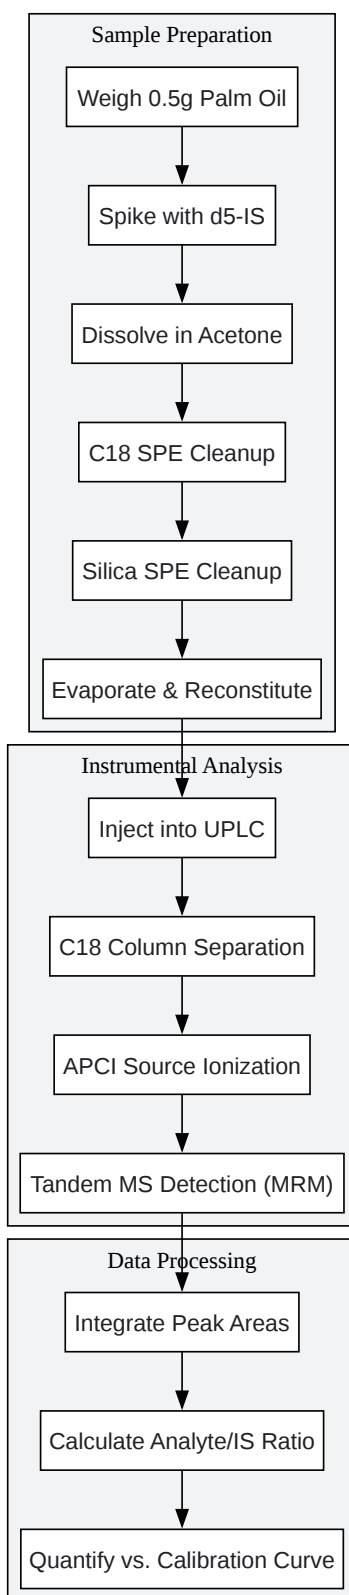 Sample Preparation
Weigh 0.5g Palm Oil
Spike with d5-IS
Dissolve in Acetone
C18 SPE Cleanup
Silica SPE Cleanup
Evaporate & Reconstitute
Instrumental Analysis
Inject into UPLC
C18 Column Separation
APCI Source Ionization
Tandem MS Detection (MRM)
Data Processing
Integrate Peak Areas
Calculate Analyte/IS Ratio
Quantify vs. Calibration Curve